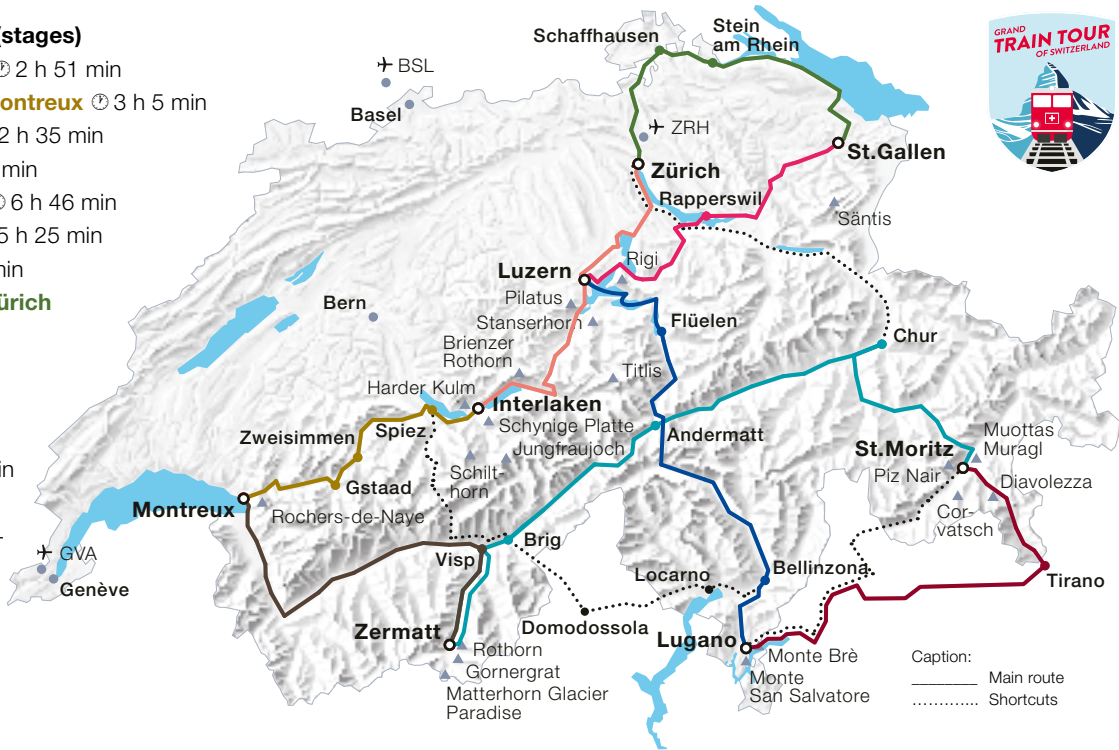 (stages)
2 h 51 min
ontreux 3 h 5 min
2 h 35 min
min
6 h 46 min
5 h 25 min
min
ürich
in
GRAND
TRAIN TOUR
OF SWITZERLAND
Schaffhausen
Stein
am Rhein
BSL
Basel
ZRH
Zürich
St.Gallen
Rapperswil
Säntis
Luzern
Rigi
Pilatus
Stanserhorn
Flüelen
Bern
Brienzer
Rothorn
Chur
Titlis
Harder Kulm
Interlaken
Schynige Platte
Jungfraujoch
Andermatt
Zweisimmen
Spiez
Schilt-
horn
Muottas
Muragl
St.Moritz
Piz Nair
Diavolezza
Cor-
vatsch
Gstaad
Montreux
Rochers-de-Naye
GVA
Genève
Visp
Brig
Locarno
Bellinzona
Tirano
Domodossola
Zermatt
Rothorn
Gornergrat
Matterhorn Glacier
Paradise
Lugano
Monte Brè
Monte
San Salvatore
Caption:
Main route
Shortcuts